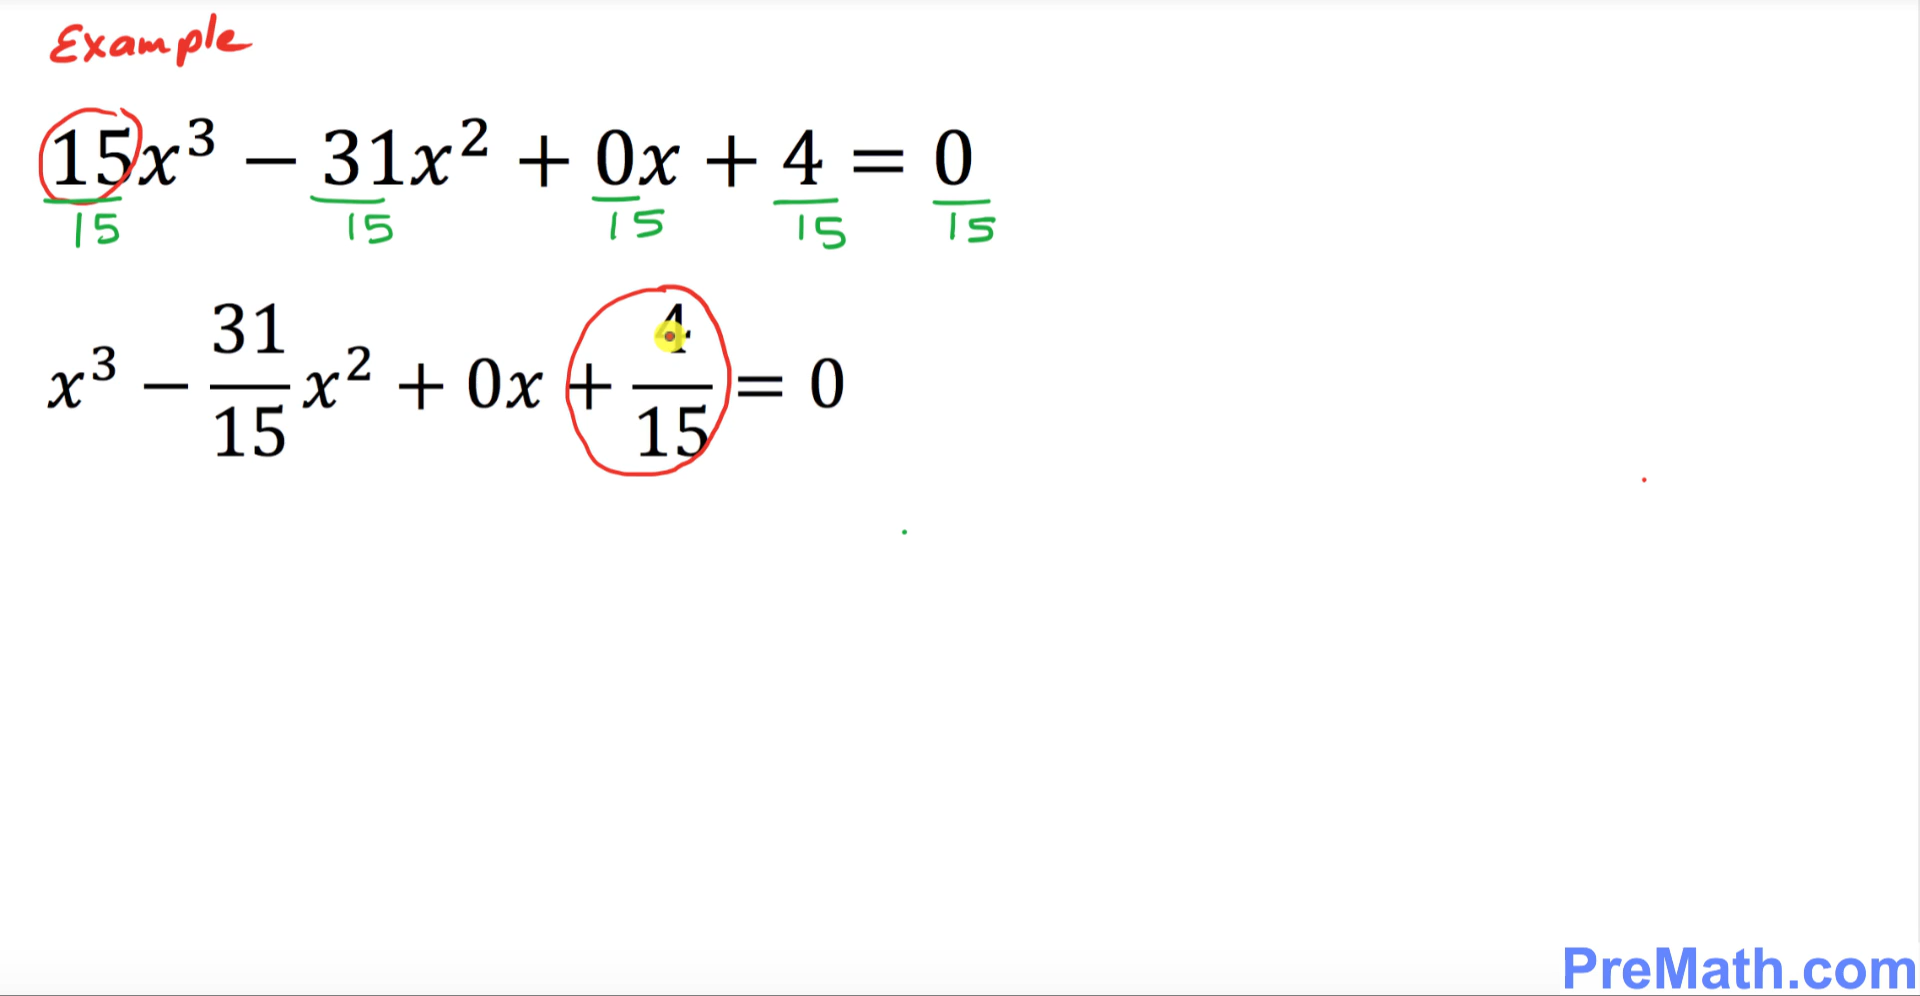 Example
15x³ − 31x² + 0x + 4 = 0
15 15 15 15 15
x³ − 31/15 x² + 0x + 4/15 = 0
PreMath.com